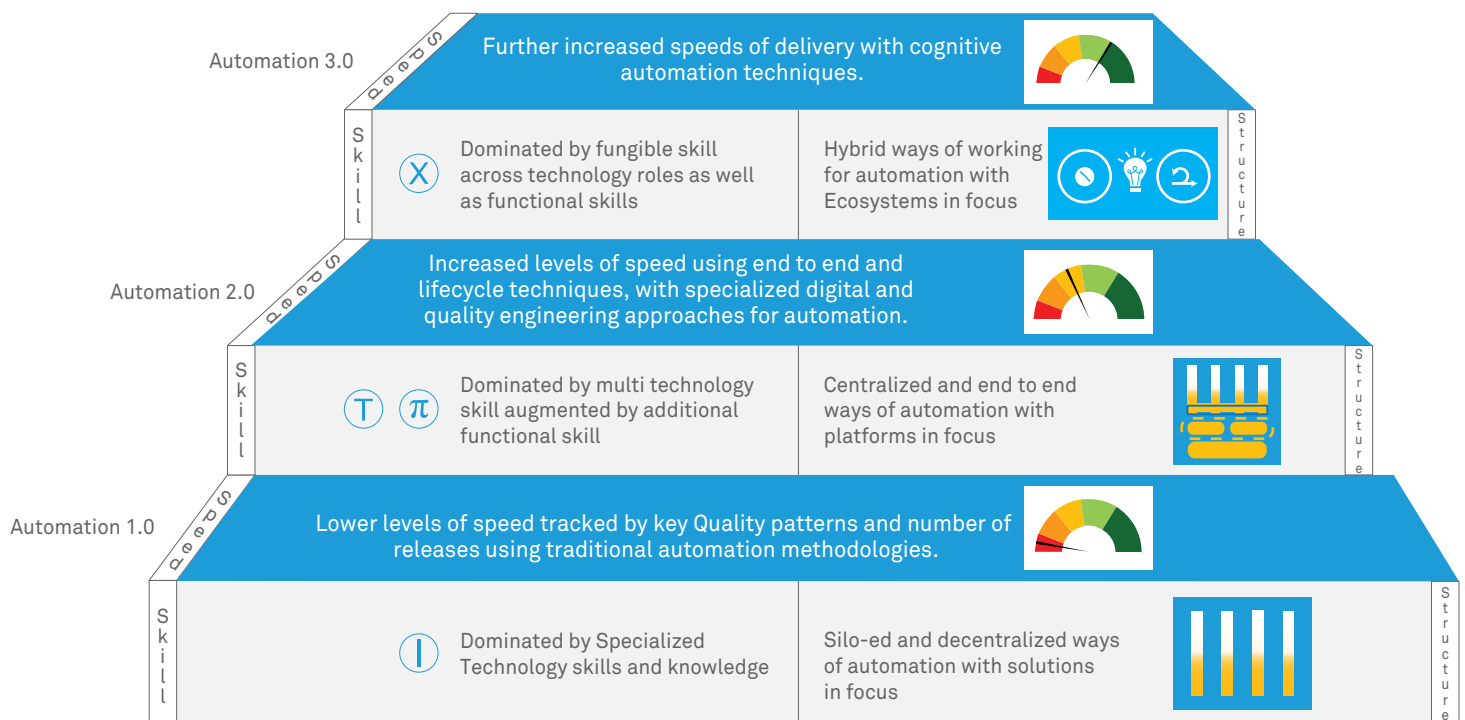 Automation 3.0
Speed
Further increased speeds of delivery with cognitive
automation techniques.
Skill
X
Dominated by fungible skill
across technology roles as well
as functional skills
Hybrid ways of working
for automation with
Ecosystems in focus
Structure
Automation 2.0
Speed
Increased levels of speed using end to end and
lifecycle techniques, with specialized digital and
quality engineering approaches for automation.
Skill
T π
Dominated by multi technology
skill augmented by additional
functional skill
Centralized and end to end
ways of automation with
platforms in focus
Structure
Automation 1.0
Speed
Lower levels of speed tracked by key Quality patterns and number of
releases using traditional automation methodologies.
Skill
I
Dominated by Specialized
Technology skills and knowledge
Silo-ed and decentralized ways
of automation with solutions
in focus
Structure